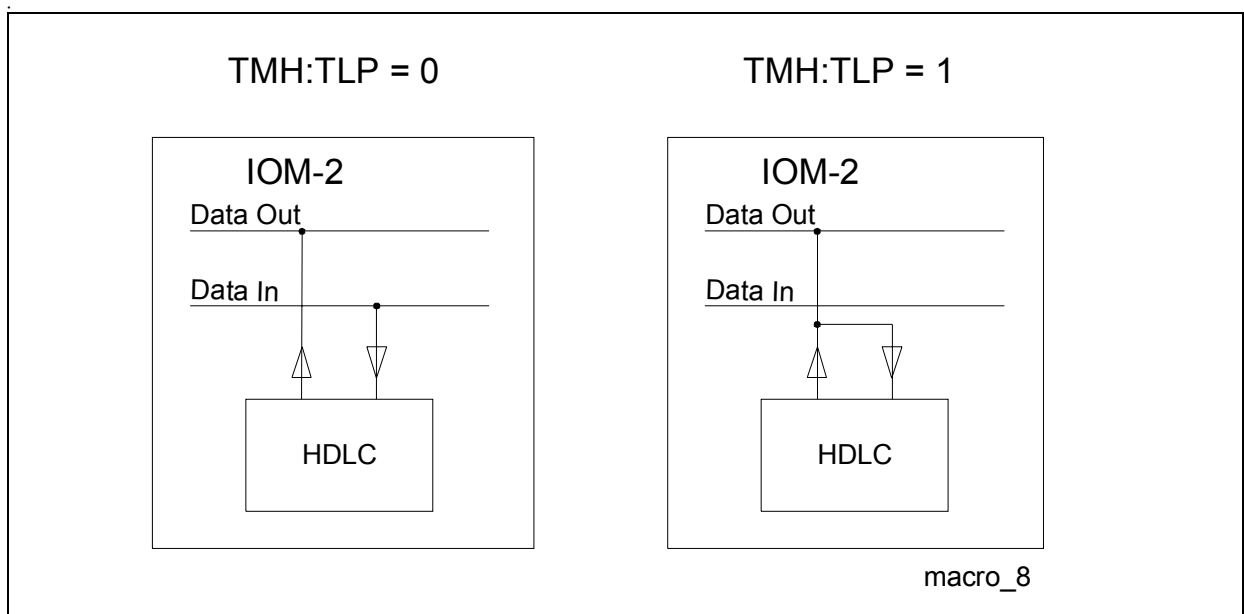 TMH:TLP = 0
TMH:TLP = 1
IOM-2
Data Out
Data In
HDLC
IOM-2
Data Out
Data In
HDLC
macro_8